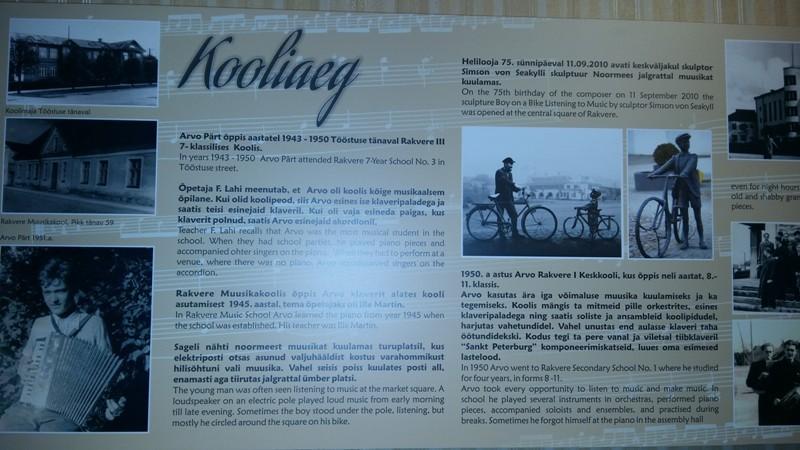 Kooliaeg
Koolimaja Tööstuse tänaval
Rakvere Muusikakool, Pikk tänav 59.
Arvo Pärt 1951.a.
Arvo Pärt õppis aastatel 1943 - 1950 Tööstuse tänaval Rakvere III
7- klassilises Koolis.
In years 1943 - 1950 Arvo Pärt attended Rakvere 7-Year School No. 3 in
Tööstuse street.
Õpetaja F. Lahi meenutab, et Arvo oli koolis kõige musikaalsem
õpilane. Kui olid koolipeod, siis Arvo esines ise klaveripaladega ja
saatis teisi esinejaid klaveril. Kui oli vaja esineda paigas, kus
klaverit polnud, saatis Arvo esinejaid akordionil.
Teacher F. Lahi recalls that Arvo was the most musical student in the
school. When they had school parties, he played piano pieces and
accompanied ohter singers on the piano. When they had to perform at a
venue, where there was no piano, Arvo accompanied singers on the
accordion.
Rakvere Muusikakoolis õppis Arvo klaverit alates kooli
asutamisest 1945. aastal, tema õpetajaks oli Ille Martin.
In Rakvere Music School Arvo learned the piano from year 1945 when
the school was established. His teacher was Ille Martin.
Sageli nähti noormeest muusikat kuulamas turuplatsil, kus
elektriposti otsas asunud valjuhääldist kostus varahommikust
hilisõhtuni vali muusika. Vahel seisis poiss kuulates posti all,
enamasti aga tiirutas jalgrattal ümber platsi.
The young man was often seen listening to music at the market square. A
loudspeaker on an electric pole played loud music from early morning
till late evening. Sometimes the boy stood under the pole, listening, but
mostly he circled around the square on his bike.
Helilooja 75. sünnipäeval 11.09.2010 avati keskväljakul skulptor
Simson von Seakylli skulptuur Noormees jalgrattal muusikat
kuulamas.
On the 75th birthday of the composer on 11 September 2010 the
sculpture Boy on a Bike Listening to Music by sculptor Simson von Seakyll
was opened at the central square of Rakvere.
1950. a astus Arvo Rakvere I Keskkooli, kus õppis neli aastat, 8.-
11. klassis.
Arvo kasutas ära iga võimaluse muusika kuulamiseks ja ka
tegemiseks. Koolis mängis ta mitmeid pille orkestrites, esines
klaveripaladega ning saatis soliste ja ansambleid koolipidudel,
harjutas vahetundidel. Vahel unustas end aulasse klaveri taha
öötundidekski. Kodus tegi ta pere vanal ja viletsal tiibklaveril
"Sankt Peterburg" komponeerimiskatseid, luues oma esimesed
lastelood.
In 1950 Arvo went to Rakvere Secondary School No. 1 where he studied
for four years, in forms 8 -11.
Arvo took every opportunity to listen to music and make music. In
school he played several instruments in orchestras, performed piano
pieces, accompanied soloists and ensembles, and practised during
breaks. Sometimes he forgot himself at the piano in the assembly hall
even for night hours
old and shabby gran
pieces.